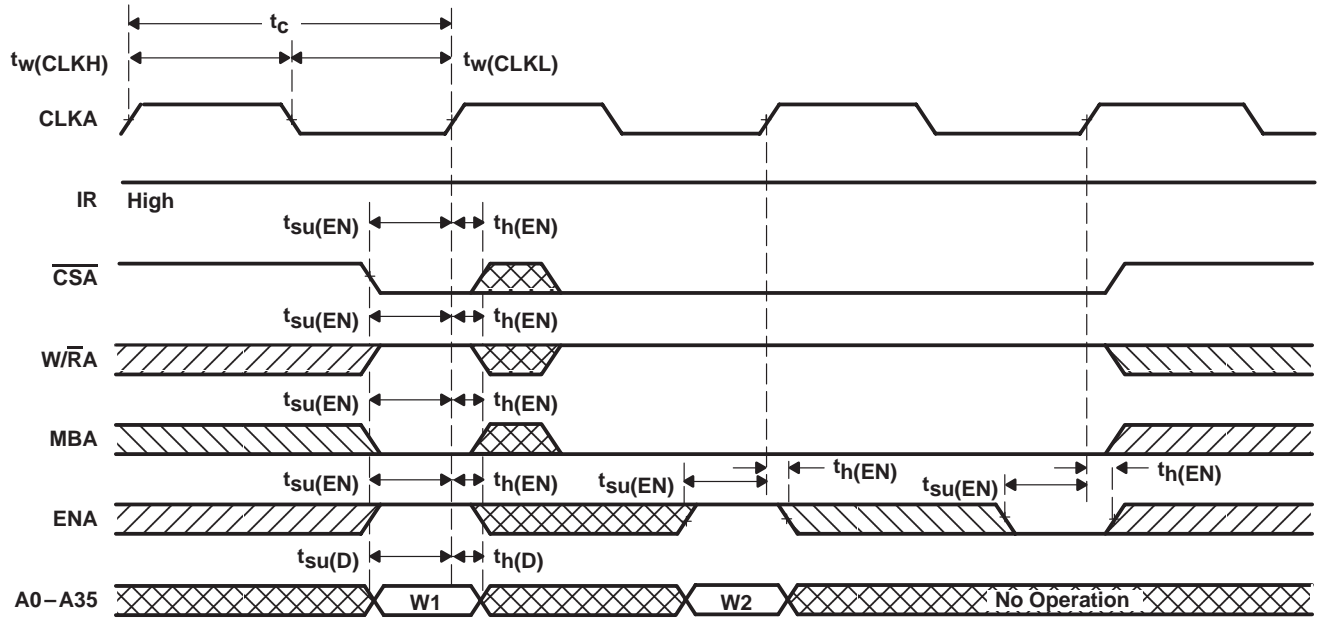 tc
tw(CLKH) tw(CLKL)
CLKA
IR High
tsu(EN) th(EN)
CSA
tsu(EN) th(EN)
W/RA
tsu(EN) th(EN)
MBA
tsu(EN) th(EN) tsu(EN) th(EN) tsu(EN) th(EN)
ENA
tsu(D) th(D)
A0–A35 W1 W2 No Operation